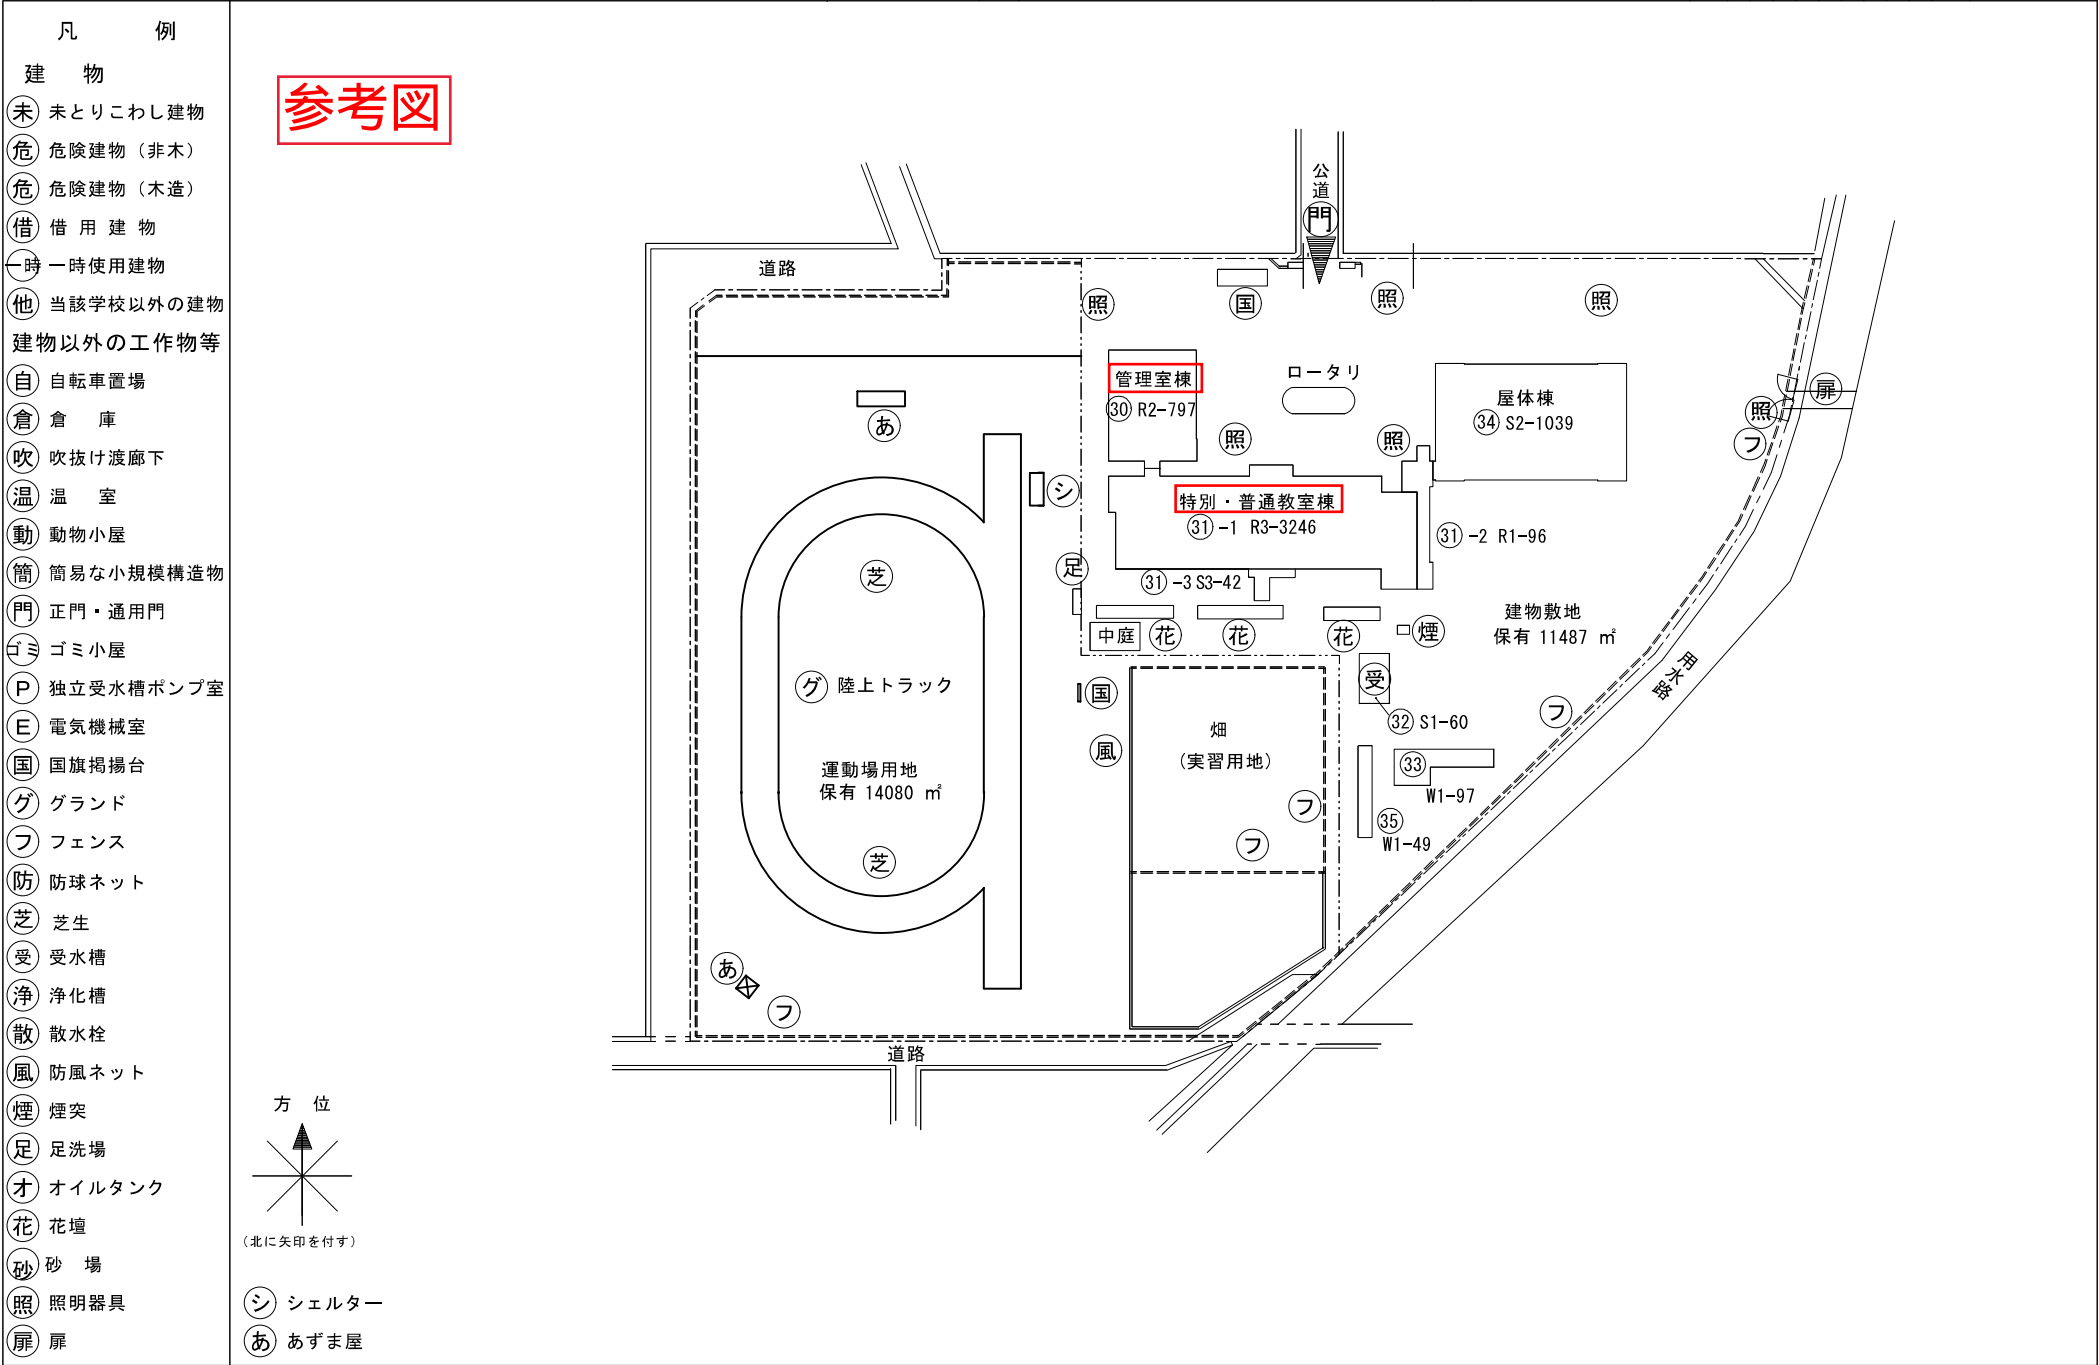 凡 例
建 物
未 未とりこわし建物
危 危険建物（非木）
危 危険建物（木造）
借 借 用 建 物
一時 一時使用建物
他 当該学校以外の建物
建物以外の工作物等
自 自転車置場
倉 倉 庫
吹 吹抜け渡廊下
温 温 室
動 動物小屋
簡 簡易な小規模構造物
門 正門・通用門
ゴミ ゴミ小屋
P 独立受水槽ポンプ室
E 電気機械室
国 国旗掲揚台
グ グランド
フ フェンス
防 防球ネット
芝 芝生
受 受水槽
浄 浄化槽
散 散水栓
風 防風ネット
煙 煙突
足 足洗場
オ オイルタンク
花 花壇
砂 砂 場
照 照明器具
扉 扉
参考図
方 位
（北に矢印を付す）
シ シェルター
あ あずま屋
公道
門
道路
照
国
照
照
管理室棟
30 R2-797
ロータリ
屋体棟
34 S2-1039
扉
照
フ
あ
照
照
シ
特別・普通教室棟
31 -1 R3-3246
31 -2 R1-96
足
芝
31 -3 S3-42
中庭
花
花
花
煙
建物敷地
保有 11487 ㎡
用水路
グ 陸上トラック
国
受
32 S1-60
フ
風
畑
（実習用地）
運動場用地
保有 14080 ㎡
33
W1-97
フ
35
W1-49
フ
芝
あ
フ
道路